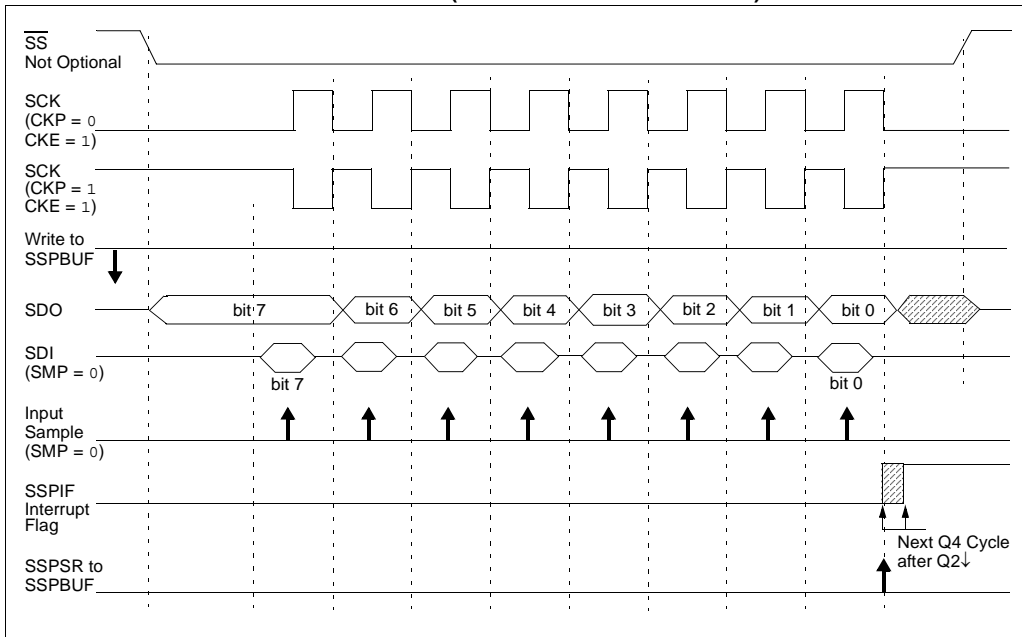 SS
Not Optional
SCK
(CKP = 0
CKE = 1)
SCK
(CKP = 1
CKE = 1)
Write to
SSPBUF
SDO
bit 7
bit 6
bit 5
bit 4
bit 3
bit 2
bit 1
bit 0
SDI
(SMP = 0)
bit 7
bit 0
Input
Sample
(SMP = 0)
SSPIF
Interrupt
Flag
Next Q4 Cycle
after Q2↓
SSPSR to
SSPBUF